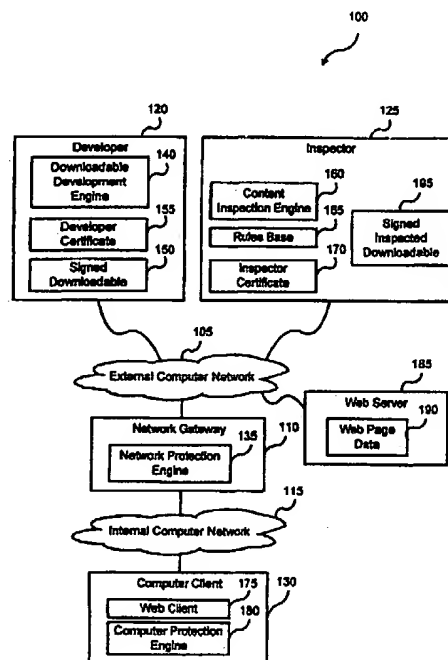 100
120
125
Developer
Inspector
Downloadable
Development
Engine
140
Content
Inspection Engine
160
195
Developer
Certificate
155
Rules Base
165
Signed
Inspected
Downloadable
Signed
Downloadable
150
Inspector
Certificate
170
105
External Computer Network
185
Web Server
Web Page
Data
190
Network Gateway
110
135
Network Protection
Engine
115
Internal Computer Network
Computer Client
175
130
Web Client
Computer Protection
Engine
180